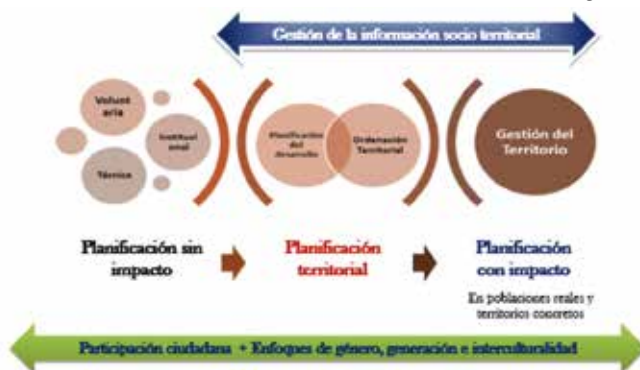 Gestión de la información socio territorial
Volunt
aria
Institucional
Técnica
Planificación
del
desarrollo
Ordenación
Territorial
Gestión del
Territorio
Planificación sin
impacto
Planificación
territorial
Planificación
con impacto
En poblaciones reales y
territorios concretos
Participación ciudadana + Enfoques de género, generación e interculturalidad